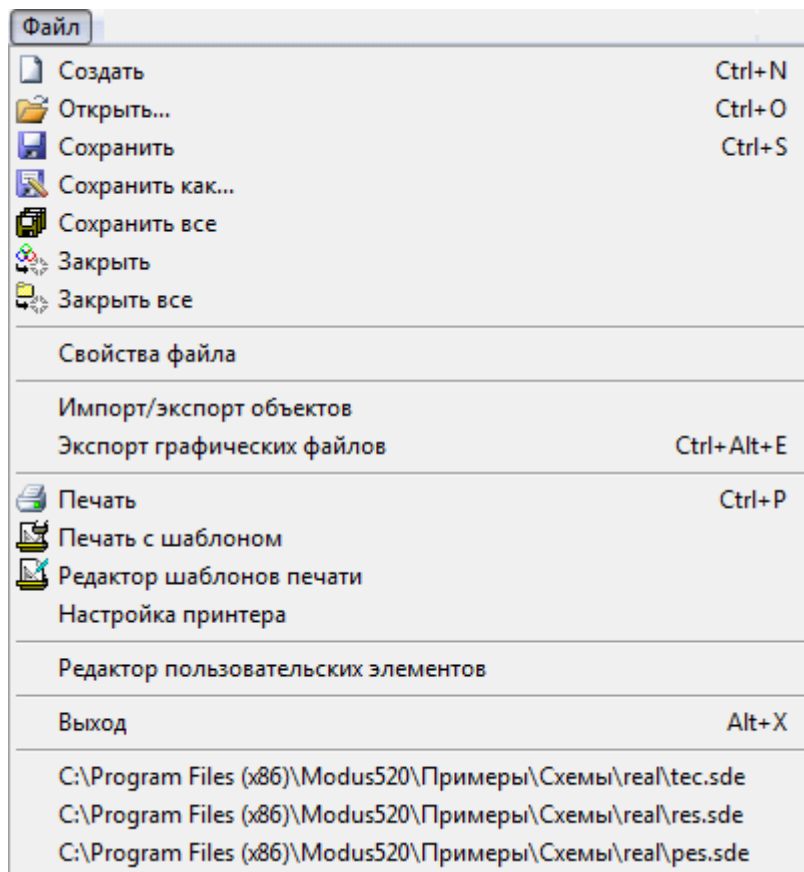 Файл
Создать Ctrl+N
Открыть... Ctrl+O
Сохранить Ctrl+S
Сохранить как...
Сохранить все
Закрыть
Закрыть все
Свойства файла
Импорт/экспорт объектов
Экспорт графических файлов Ctrl+Alt+E
Печать Ctrl+P
Печать с шаблоном
Редактор шаблонов печати
Настройка принтера
Редактор пользовательских элементов
Выход Alt+X
C:\Program Files (x86)\Modus520\Примеры\Схемы\real\tec.sde
C:\Program Files (x86)\Modus520\Примеры\Схемы\real\res.sde
C:\Program Files (x86)\Modus520\Примеры\Схемы\real\pes.sde